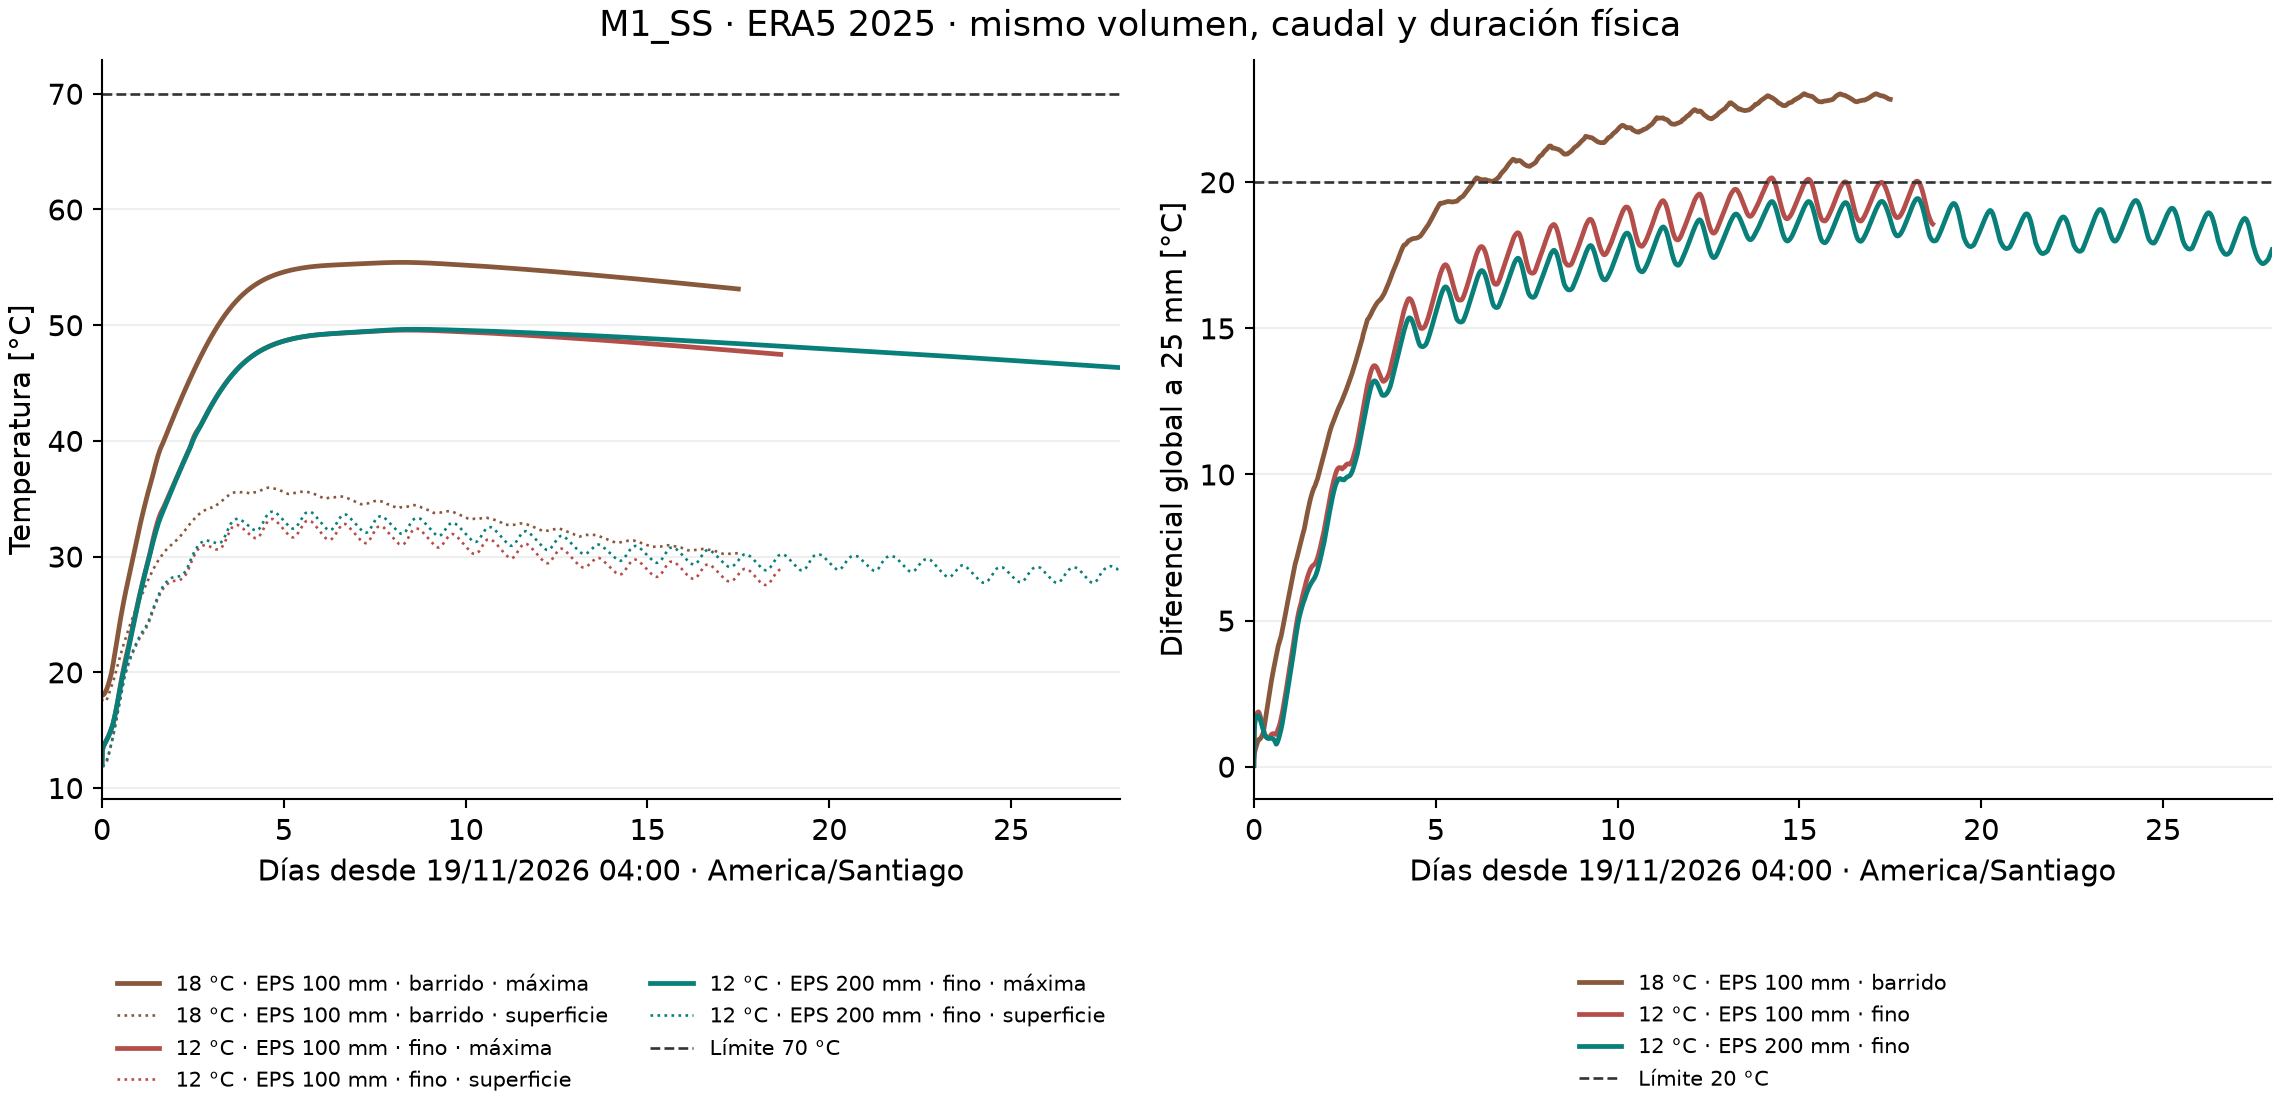 M1_SS · ERA5 2025 · mismo volumen, caudal y duración física
Temperatura [°C]
70
60
50
40
30
20
10
0
5
10
15
20
25
Días desde 19/11/2026 04:00 · America/Santiago
18 °C · EPS 100 mm · barrido · máxima
18 °C · EPS 100 mm · barrido · superficie
12 °C · EPS 100 mm · fino · máxima
12 °C · EPS 100 mm · fino · superficie
12 °C · EPS 200 mm · fino · máxima
12 °C · EPS 200 mm · fino · superficie
Límite 70 °C
Diferencial global a 25 mm [°C]
20
15
10
5
0
0
5
10
15
20
25
Días desde 19/11/2026 04:00 · America/Santiago
18 °C · EPS 100 mm · barrido
12 °C · EPS 100 mm · fino
12 °C · EPS 200 mm · fino
Límite 20 °C